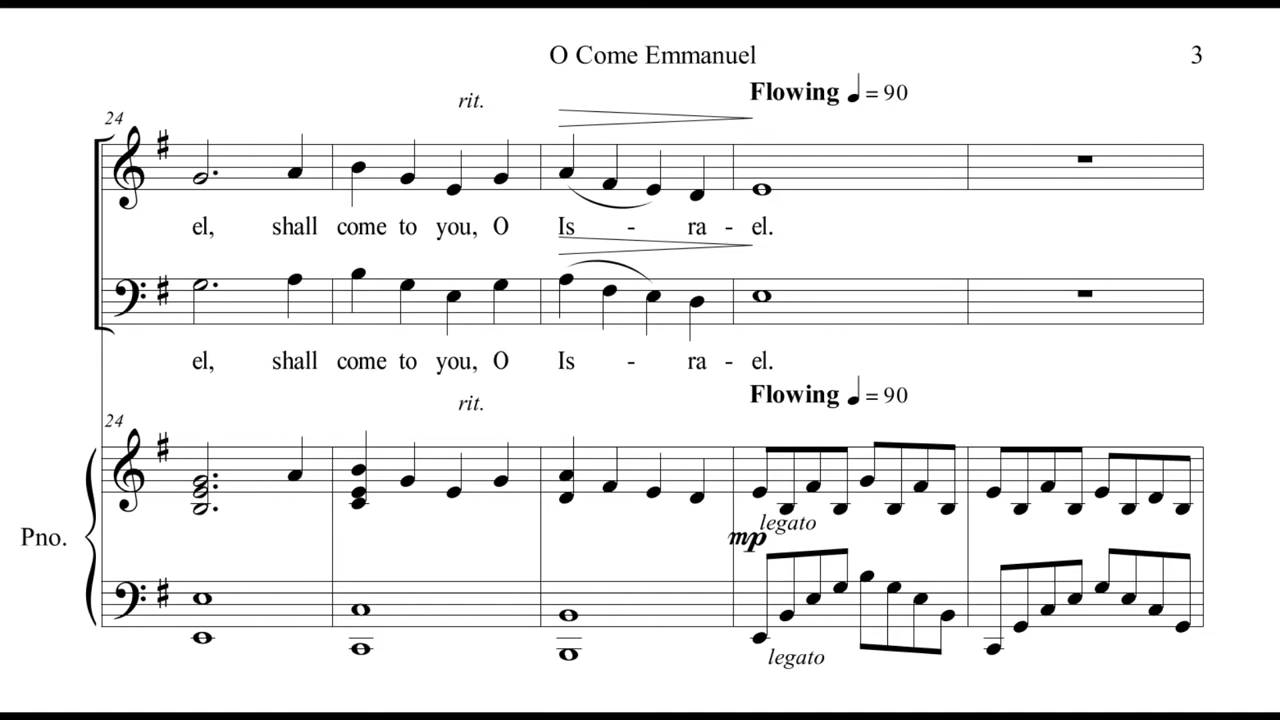 O Come Emmanuel 3
Flowing ♩ = 90
rit.
24
el, shall come to you, O Is - ra - el.
el, shall come to you, O Is - ra - el.
Flowing ♩ = 90
rit.
24
Pno.
legato
mp
legato